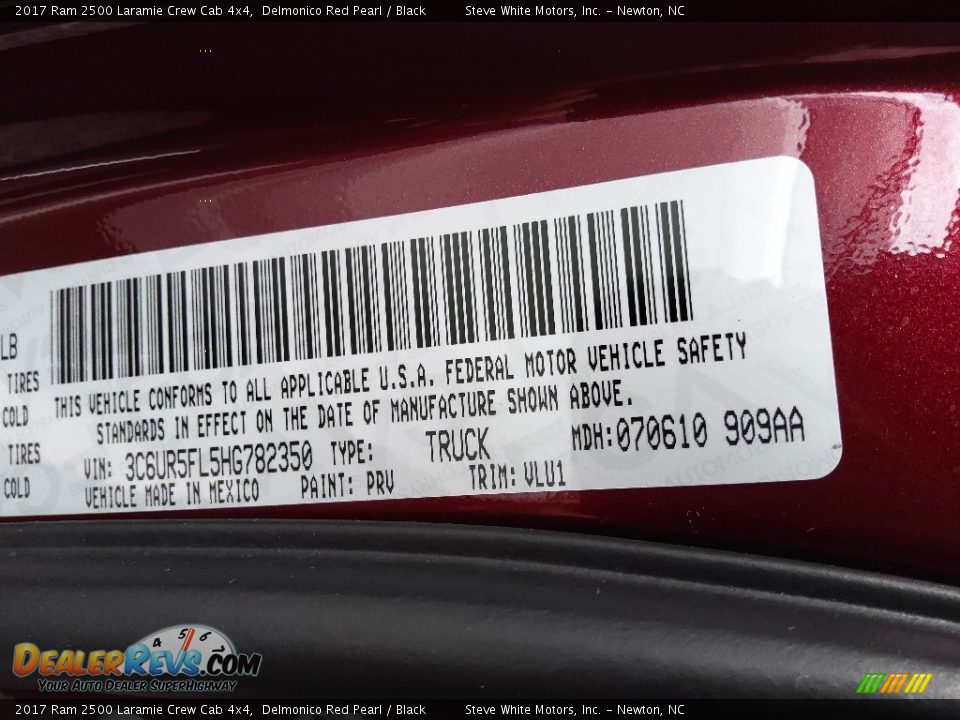 2017 Ram 2500 Laramie Crew Cab 4x4, Delmonico Red Pearl / Black Steve White Motors, Inc. - Newton, NC
LB
TIRES
COLD
TIRES
COLD
THIS VEHICLE CONFORMS TO ALL APPLICABLE U.S.A. FEDERAL MOTOR VEHICLE SAFETY
STANDARDS IN EFFECT ON THE DATE OF MANUFACTURE SHOWN ABOVE.
VIN: 3C6UR5FL5HG782350 TYPE: TRUCK MDH:070610 909AA
VEHICLE MADE IN MEXICO PAINT: PRV TRIM: VLU1
4 5 6
DEALERREVS.COM
Your Auto Dealer SuperHighway
2017 Ram 2500 Laramie Crew Cab 4x4, Delmonico Red Pearl / Black Steve White Motors, Inc. - Newton, NC